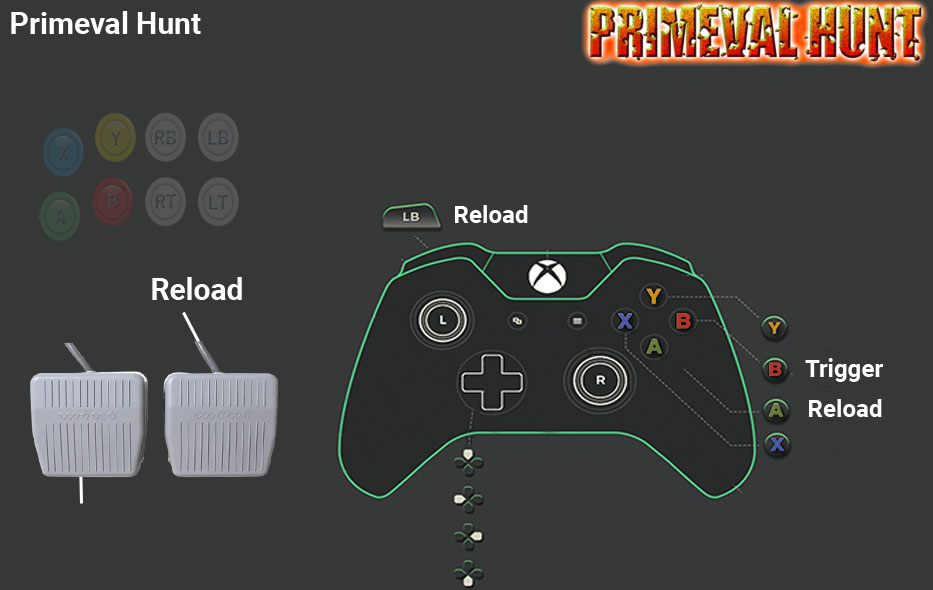 Primeval Hunt
PRIMEVAL HUNT
X Y RB LB
A B RT LT
LB Reload
Reload
L
Y
X B
A
R
Y
B Trigger
A Reload
X